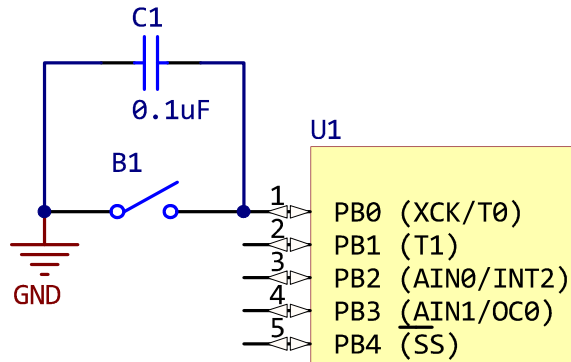 C1
0.1uF
B1
U1
1 PB0 (XCK/T0)
2 PB1 (T1)
3 PB2 (AIN0/INT2)
4 PB3 (AIN1/OC0)
5 PB4 (S̅S̅)
GND